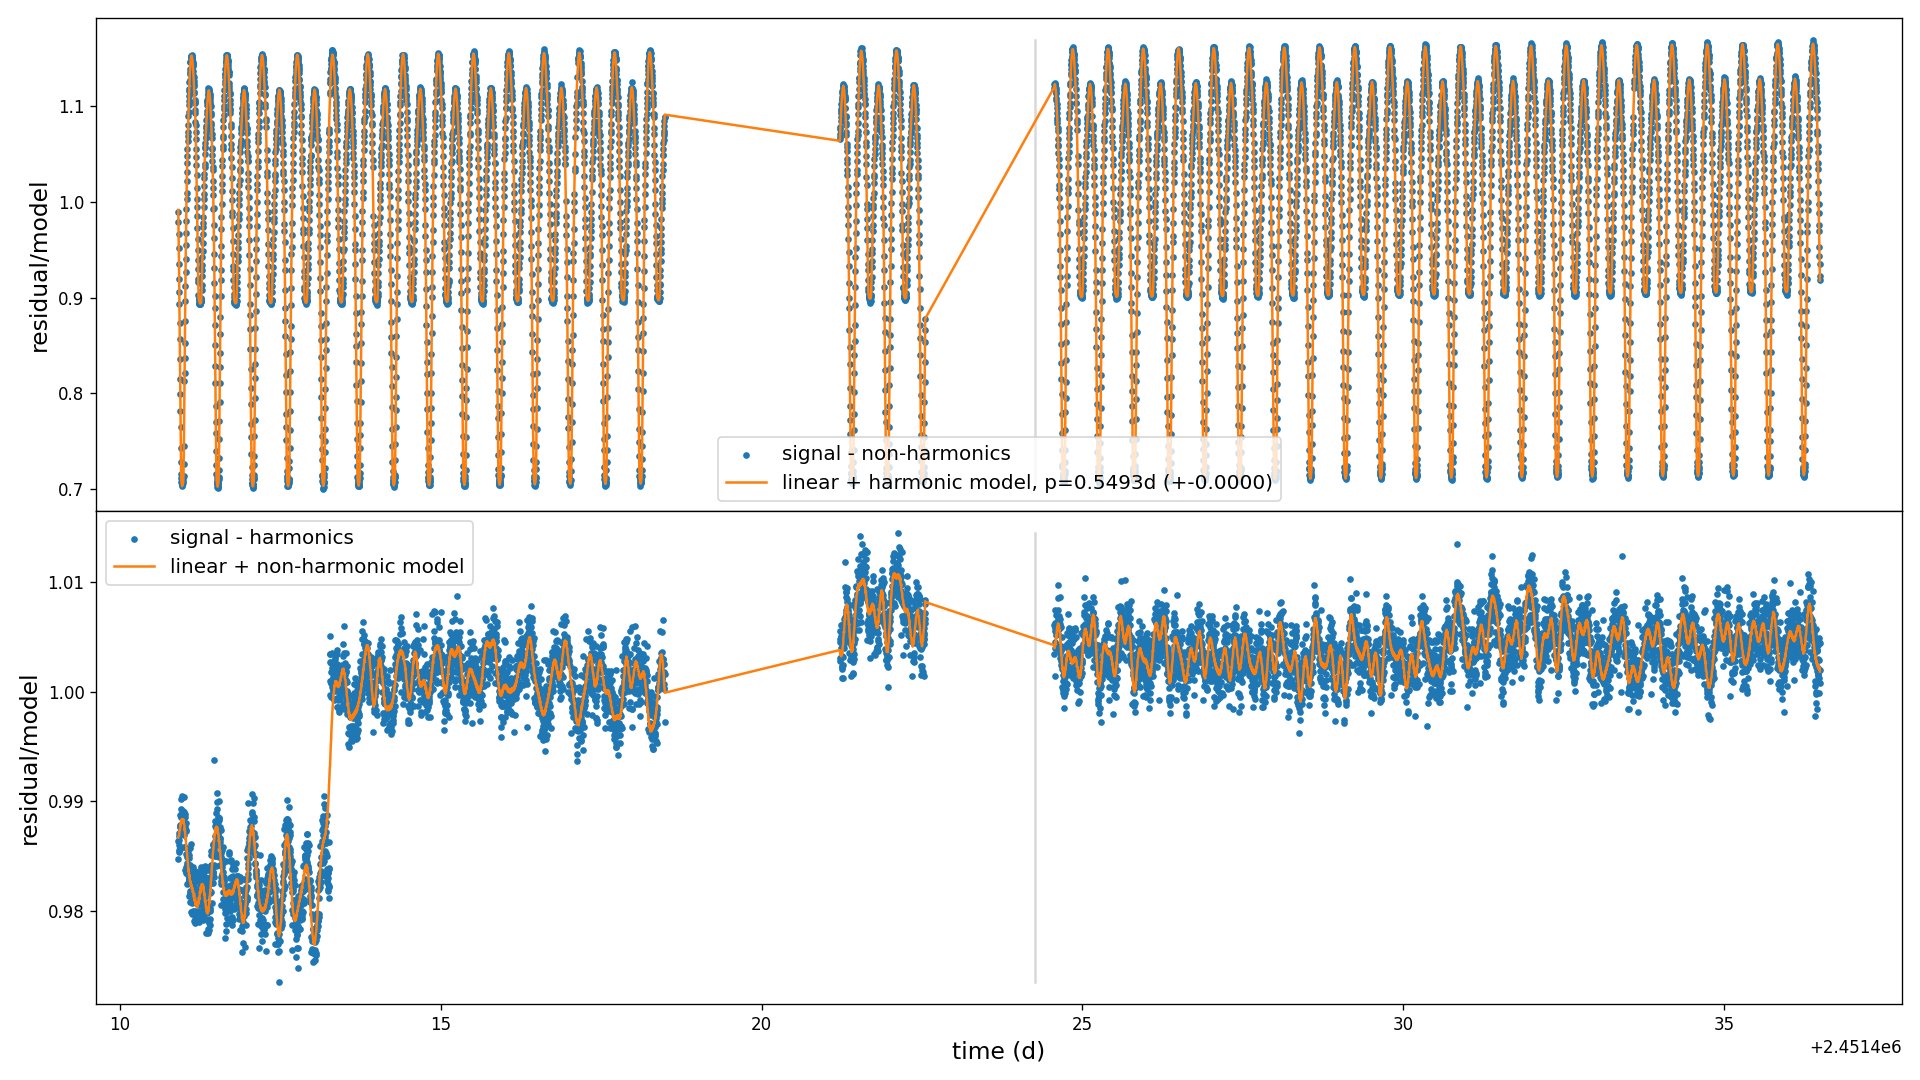 1.1
1.0
0.9
0.8
0.7
residual/model
signal - non-harmonics
linear + harmonic model, p=0.5493d (+-0.0000)
signal - harmonics
linear + non-harmonic model
1.01
1.00
0.99
0.98
residual/model
10 15 20 25 30 35
time (d)
+2.4514e6